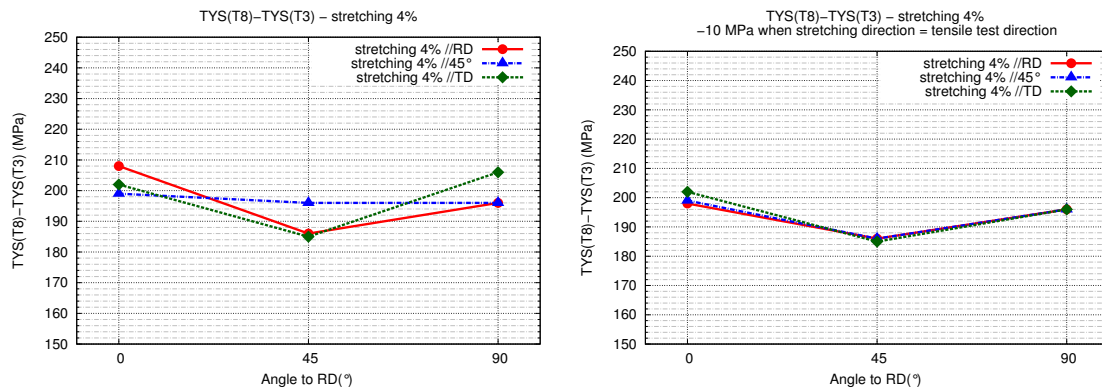 TYS(T8)−TYS(T3) − stretching 4%
TYS(T8)−TYS(T3) (MPa)
250
240
230
220
210
200
190
180
170
160
150
0
45
90
Angle to RD(°)
stretching 4% //RD
stretching 4% //45°
stretching 4% //TD
TYS(T8)−TYS(T3) − stretching 4%
−10 MPa when stretching direction = tensile test direction
TYS(T8)−TYS(T3) (MPa)
250
240
230
220
210
200
190
180
170
160
150
0
45
90
Angle to RD(°)
stretching 4% //RD
stretching 4% //45°
stretching 4% //TD